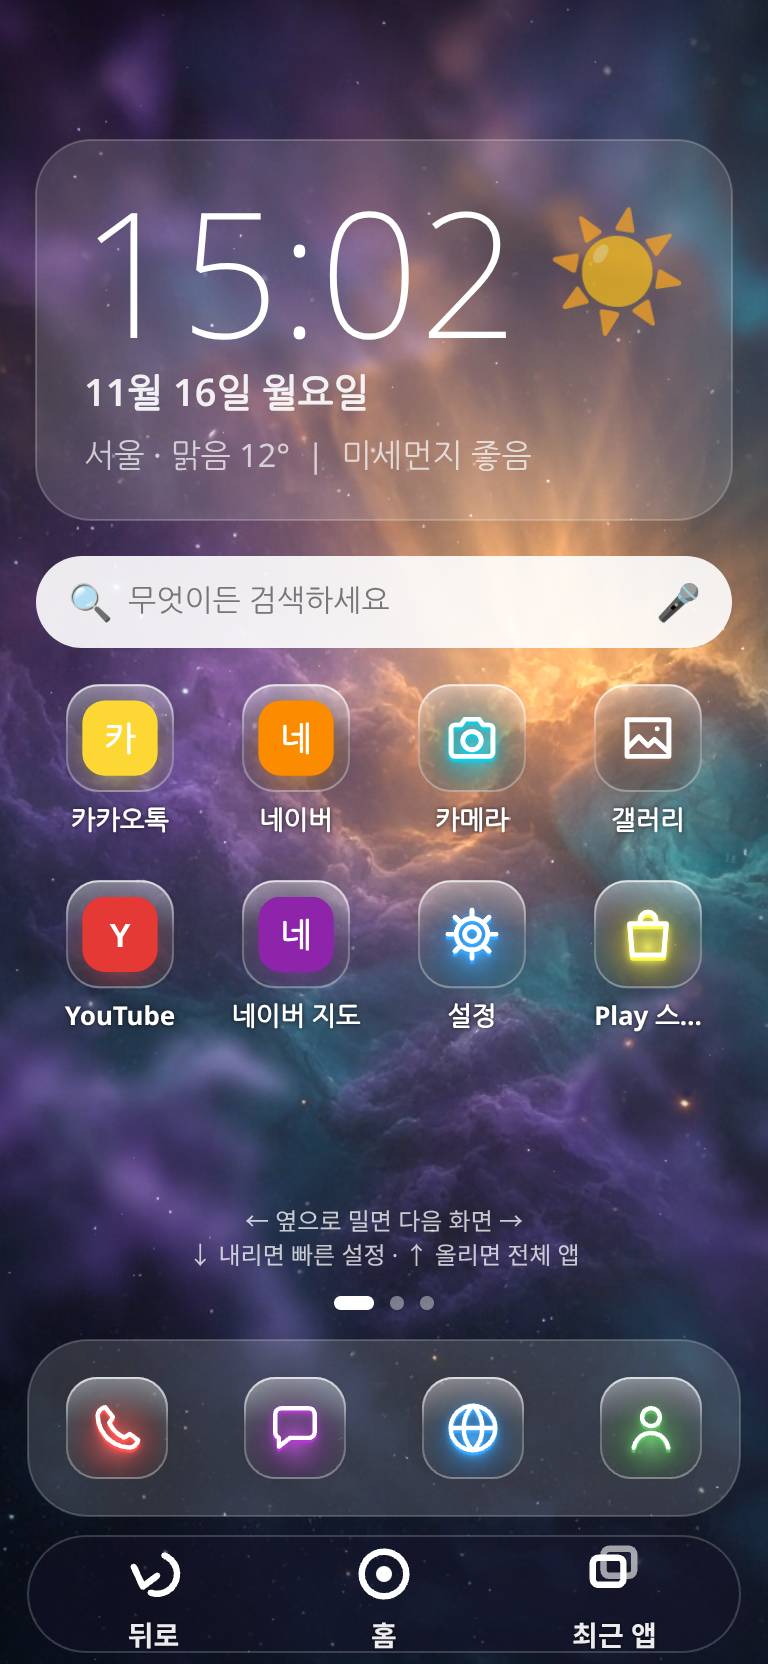 15:02
11월 16일 월요일
서울 · 맑음 12° | 미세먼지 좋음
무엇이든 검색하세요
카 네
카카오톡 네이버 카메라 갤러리
Y 네
YouTube 네이버 지도 설정 Play 스...
← 옆으로 밀면 다음 화면 →
↓ 내리면 빠른 설정 · ↑ 올리면 전체 앱
뒤로 홈 최근 앱